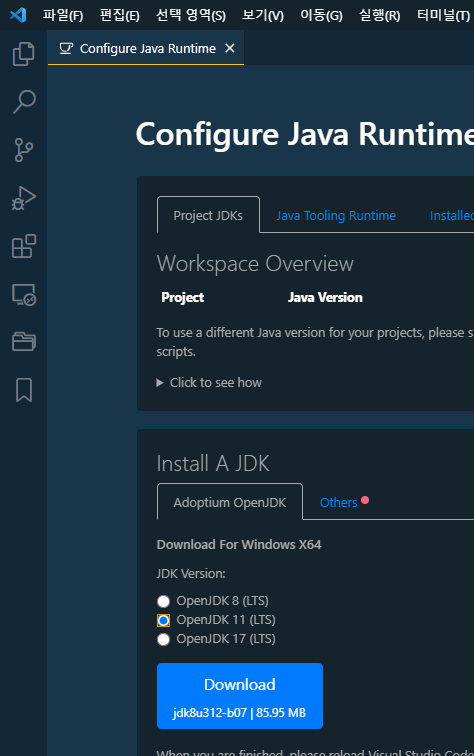 파일(F) 편집(E) 선택 영역(S) 보기(V) 이동(G) 실행(R) 터미널(T)
Configure Java Runtime
Configure Java Runtime
Project JDKs Java Tooling Runtime Installed
Workspace Overview
Project Java Version
To use a different Java version for your projects, please s
scripts.
Click to see how
Install A JDK
Adoptium OpenJDK Others
Download For Windows X64
JDK Version:
OpenJDK 8 (LTS)
OpenJDK 11 (LTS)
OpenJDK 17 (LTS)
Download
jdk8u312-b07 | 85.95 MB
When you are finished, please reload Visual Studio Code